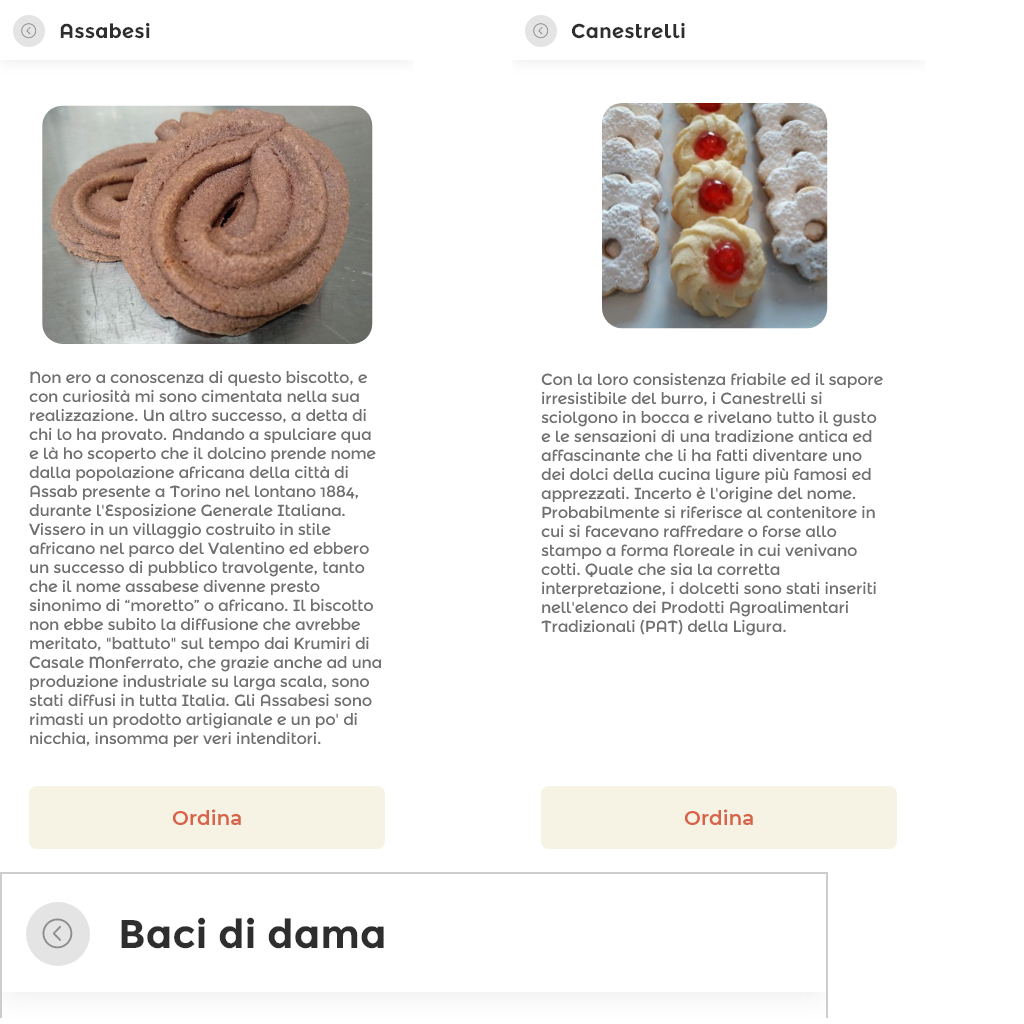 Assabesi
Non ero a conoscenza di questo biscotto, e
con curiosità mi sono cimentata nella sua
realizzazione. Un altro successo, a detta di
chi lo ha provato. Andando a spulciare qua
e là ho scoperto che il dolcino prende nome
dalla popolazione africana della città di
Assab presente a Torino nel lontano 1884,
durante l'Esposizione Generale Italiana.
Vissero in un villaggio costruito in stile
africano nel parco del Valentino ed ebbero
un successo di pubblico travolgente, tanto
che il nome assabese divenne presto
sinonimo di “moretto” o africano. Il biscotto
non ebbe subito la diffusione che avrebbe
meritato, "battuto" sul tempo dai Krumiri di
Casale Monferrato, che grazie anche ad una
produzione industriale su larga scala, sono
stati diffusi in tutta Italia. Gli Assabesi sono
rimasti un prodotto artigianale e un po' di
nicchia, insomma per veri intenditori.
Ordina
Canestrelli
Con la loro consistenza friabile ed il sapore
irresistibile del burro, i Canestrelli si
sciolgono in bocca e rivelano tutto il gusto
e le sensazioni di una tradizione antica ed
affascinante che li ha fatti diventare uno
dei dolci della cucina ligure più famosi ed
apprezzati. Incerto è l'origine del nome.
Probabilmente si riferisce al contenitore in
cui si facevano raffredare o forse allo
stampo a forma floreale in cui venivano
cotti. Quale che sia la corretta
interpretazione, i dolcetti sono stati inseriti
nell'elenco dei Prodotti Agroalimentari
Tradizionali (PAT) della Ligura.
Ordina
Baci di dama